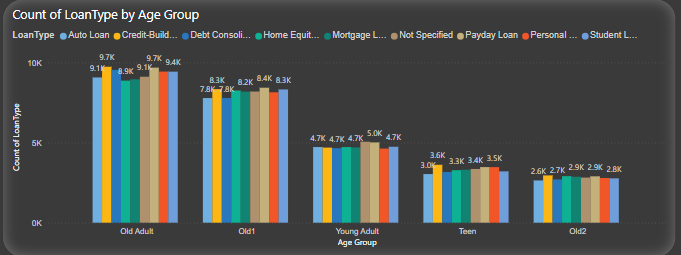 Count of LoanType by Age Group
LoanType Auto Loan Credit-Buil... Debt Consoli... Home Equit... Mortgage L... Not Specified Payday Loan Personal ... Student L...
Count of LoanType
10K
5K
0K
9.1K 9.7K 8.9K 9.1K 9.7K 9.4K
7.8K 8.3K 7.8K 8.2K 8.4K 8.3K
4.7K 4.7K 4.7K 5.0K 4.7K
3.0K 3.6K 3.3K 3.4K 3.5K
2.6K 2.7K 2.9K 2.9K 2.8K
Old Adult Old1 Young Adult Teen Old2
Age Group